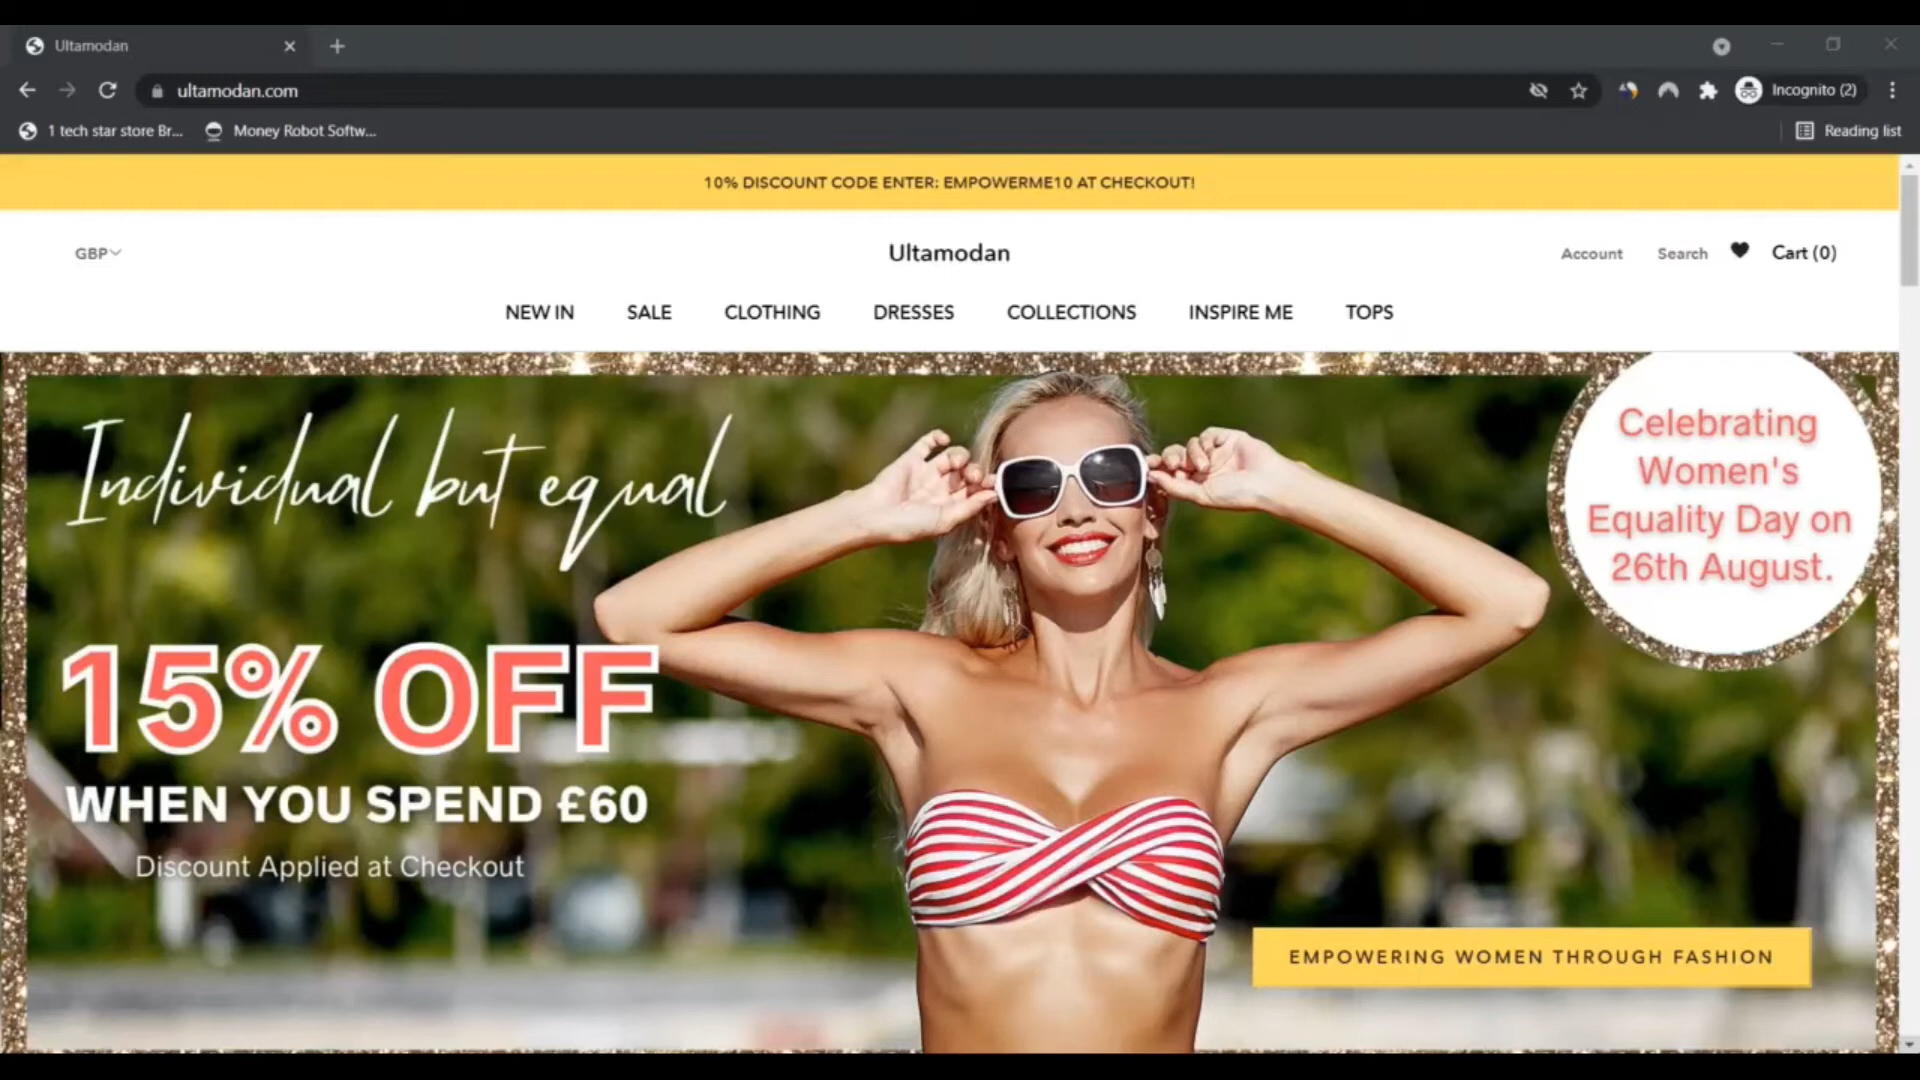 Ultamodan
ultamodan.com
Incognito (2)
1 tech star store Br...
Money Robot Softw...
Reading list
10% DISCOUNT CODE ENTER: EMPOWERME10 AT CHECKOUT!
GBP
Ultamodan
Account
Search
Cart (0)
NEW IN
SALE
CLOTHING
DRESSES
COLLECTIONS
INSPIRE ME
TOPS
Individual but equal
Celebrating
Women's
Equality Day on
26th August.
15% OFF
WHEN YOU SPEND £60
Discount Applied at Checkout
EMPOWERING WOMEN THROUGH FASHION